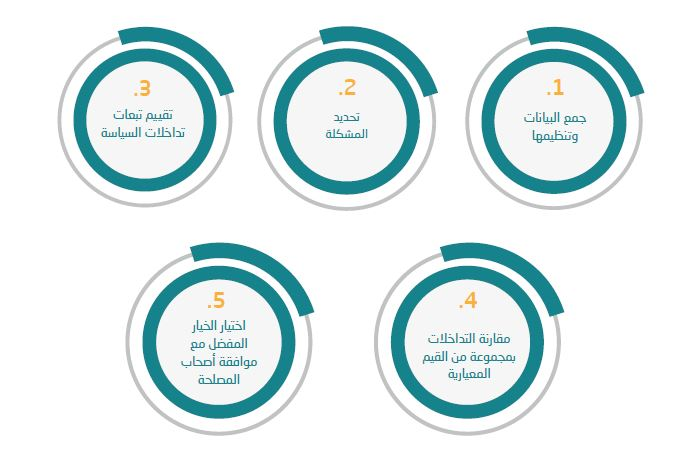 1.
جمع البيانات
وتنظيمها
2.
تحديد
المشكلة
3.
تقييم تبعات
تداخلات السياسة
4.
مقارنة التداخلات
بمجموعة من القيم
المعيارية
5.
اختيار الخيار
المفضل مع
موافقة أصحاب
المصلحة